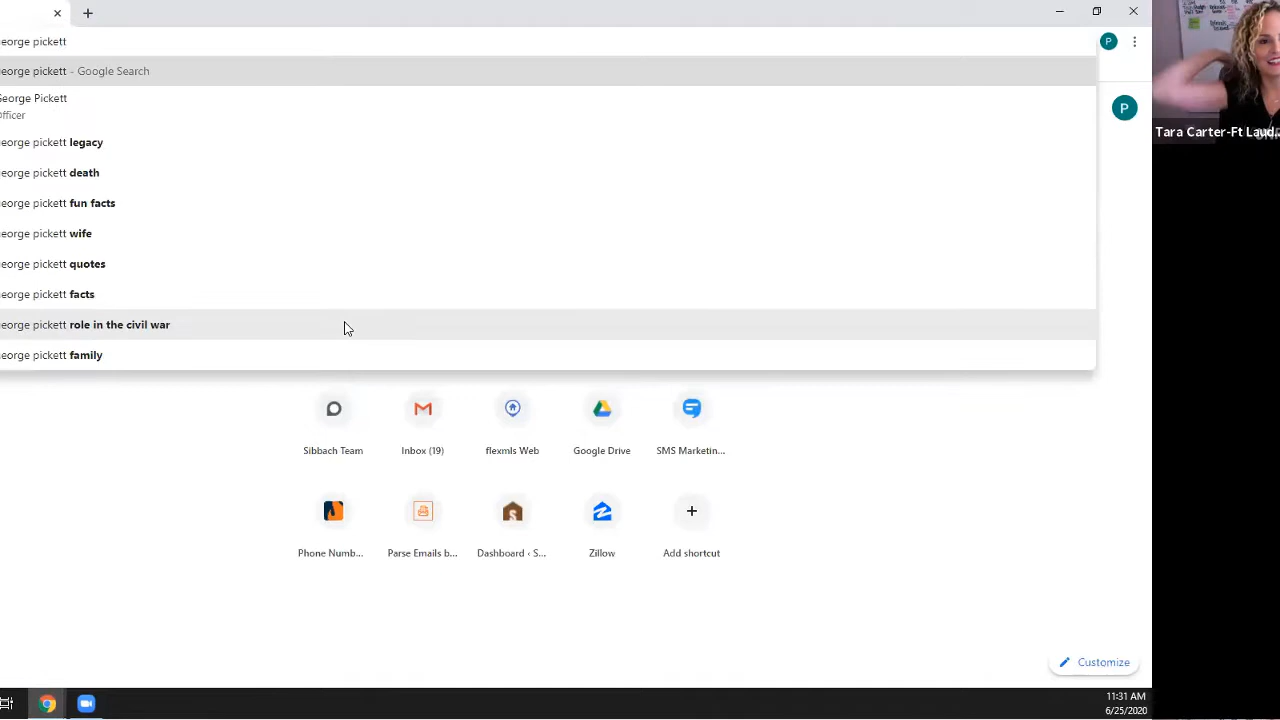 eorge pickett
P
eorge pickett - Google Search
George Pickett
Officer
P
eorge pickett legacy
Tara Carter-Ft Laud...
eorge pickett death
eorge pickett fun facts
eorge pickett wife
eorge pickett quotes
eorge pickett facts
eorge pickett role in the civil war
eorge pickett family
Sibbach Team
Inbox (19)
flexmls Web
Google Drive
SMS Marketin...
Phone Numb...
Parse Emails b...
Dashboard ‹ S...
Zillow
Add shortcut
Customize
11:31 AM
6/25/2020